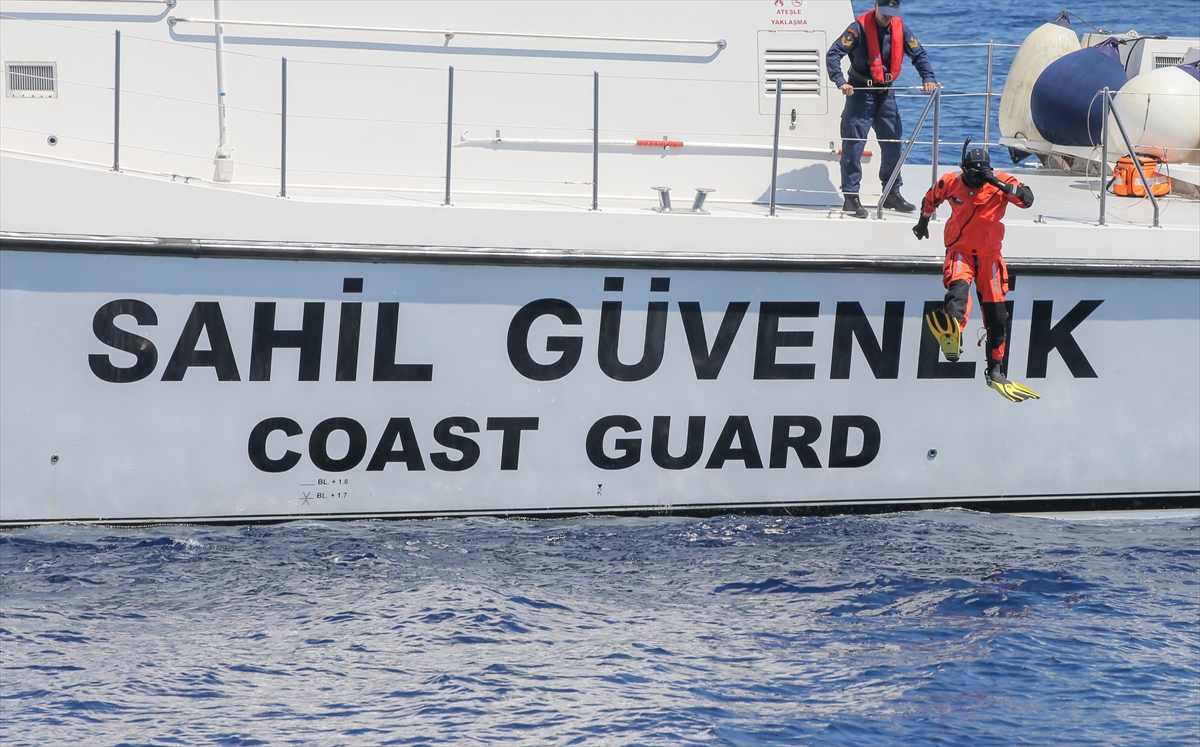 ATEŞLE
YAKLAŞMA
SAHİL GÜVENLİK
COAST GUARD
BL. + 1.8
BL. + 1.7
K